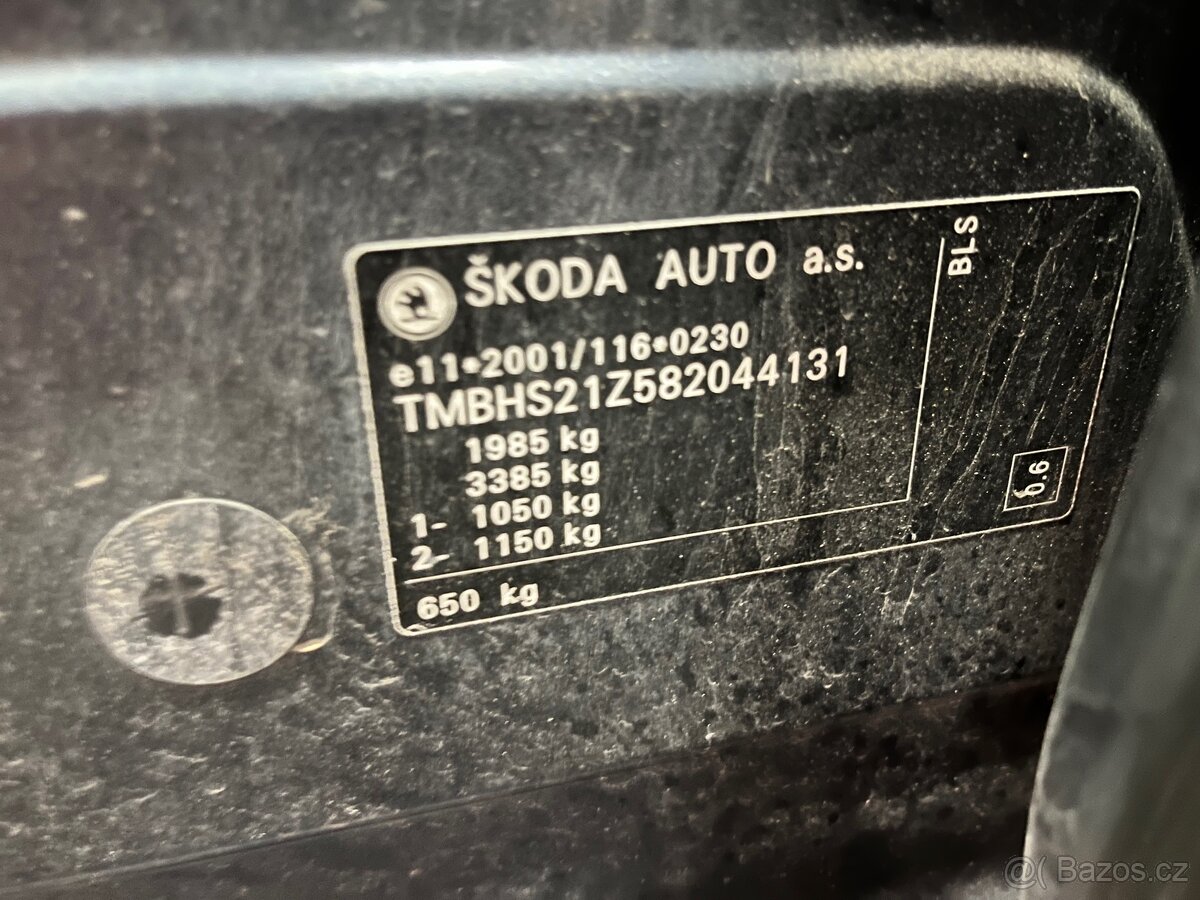 ŠKODA AUTO a.s.
BLS
e11*2001/116*0230
TMBHS21Z582044131
1985 kg
3385 kg
1- 1050 kg
2- 1150 kg
650 kg
@( Bazos.cz